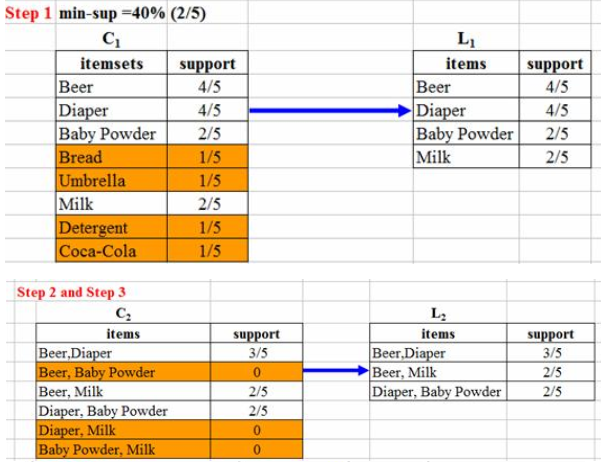 Step 1 min-sup =40% (2/5)
C1 L1
itemsets support items support
Beer 4/5 Beer 4/5
Diaper 4/5 Diaper 4/5
Baby Powder 2/5 Baby Powder 2/5
Bread 1/5 Milk 2/5
Umbrella 1/5
Milk 2/5
Detergent 1/5
Coca-Cola 1/5
Step 2 and Step 3
C2 L2
items support items support
Beer,Diaper 3/5 Beer,Diaper 3/5
Beer, Baby Powder 0 Beer, Milk 2/5
Beer, Milk 2/5 Diaper, Baby Powder 2/5
Diaper, Baby Powder 2/5
Diaper, Milk 0
Baby Powder, Milk 0